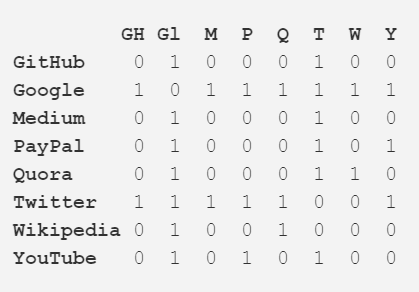 GH Gl M P Q T W Y
GitHub 0 1 0 0 0 1 0 0
Google 1 0 1 1 1 1 1 1
Medium 0 1 0 0 0 1 0 0
PayPal 0 1 0 0 0 1 0 1
Quora 0 1 0 0 0 1 1 0
Twitter 1 1 1 1 1 0 0 1
Wikipedia 0 1 0 0 1 0 0 0
YouTube 0 1 0 1 0 1 0 0